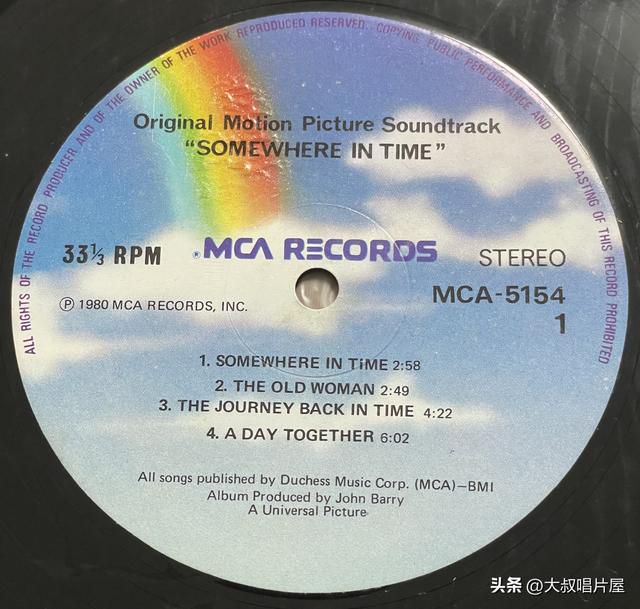 ALL RIGHTS OF THE RECORD PRODUCER AND OF THE OWNER OF THE WORK REPRODUCED RESERVED. COPYING, PUBLIC PERFORMANCE AND BROADCASTING OF THIS RECORD PROHIBITED
Original Motion Picture Soundtrack
"SOMEWHERE IN TIME"
33⅓ RPM
MCA RECORDS
STEREO
MCA-5154
1
Ⓟ 1980 MCA RECORDS, INC.
1. SOMEWHERE IN TIME 2:58
2. THE OLD WOMAN 2:49
3. THE JOURNEY BACK IN TIME 4:22
4. A DAY TOGETHER 6:02
All songs published by Duchess Music Corp. (MCA)–BMI
Album Produced by John Barry
A Universal Picture
头条 @大叔唱片屋